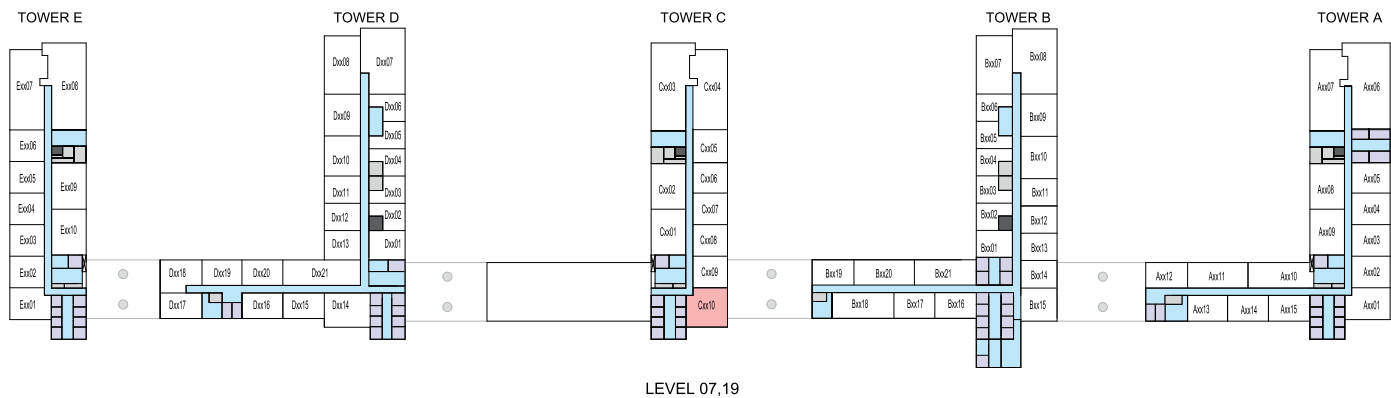 TOWER E
TOWER D
TOWER C
TOWER B
TOWER A
Exx07
Exx08
Exx06
Exx05
Exx09
Exx04
Exx03
Exx10
Exx02
Exx01
Dxx08
Dxx07
Dxx09
Dxx06
Dxx05
Dxx10
Dxx04
Dxx11
Dxx03
Dxx12
Dxx02
Dxx13
Dxx01
Dxx18
Dxx19
Dxx20
Dxx21
Dxx17
Dxx16
Dxx15
Dxx14
Cxx03
Cxx04
Cxx05
Cxx02
Cxx06
Cxx07
Cxx01
Cxx08
Cxx09
Cxx10
Bxx07
Bxx08
Bxx06
Bxx09
Bxx05
Bxx04
Bxx10
Bxx03
Bxx11
Bxx02
Bxx12
Bxx01
Bxx13
Bxx19
Bxx20
Bxx21
Bxx14
Bxx18
Bxx17
Bxx16
Bxx15
Axx07
Axx06
Axx08
Axx05
Axx04
Axx09
Axx03
Axx12
Axx11
Axx10
Axx02
Axx13
Axx14
Axx15
Axx01
LEVEL 07,19